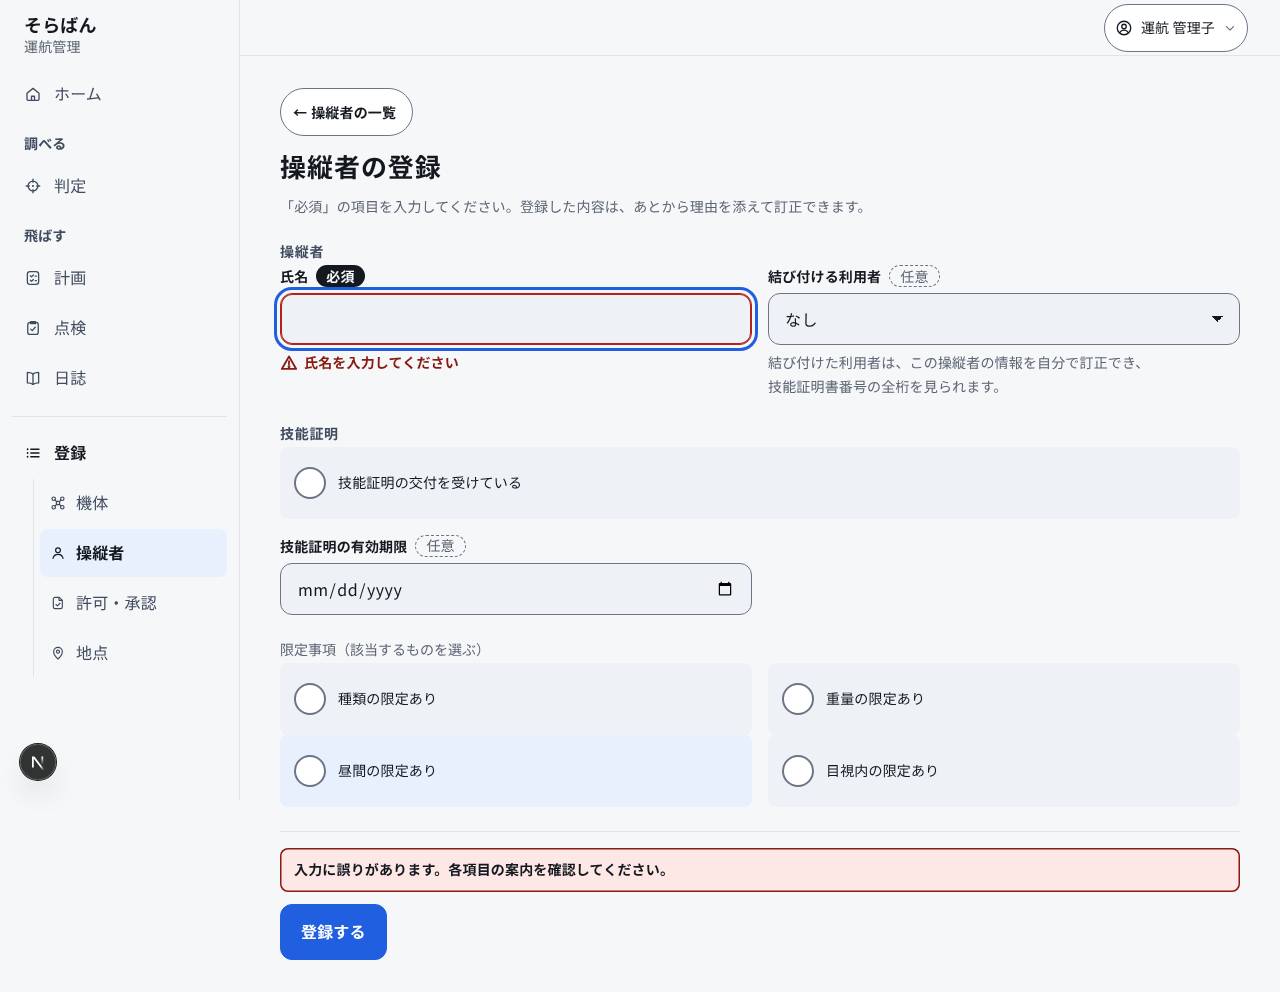 そらばん
運航管理
運航 管理子
ホーム
調べる
判定
飛ばす
計画
点検
日誌
登録
機体
操縦者
許可・承認
地点
N
← 操縦者の一覧
操縦者の登録
「必須」の項目を入力してください。登録した内容は、あとから理由を添えて訂正できます。
操縦者
氏名 必須
氏名を入力してください
結び付ける利用者 任意
なし
結び付けた利用者は、この操縦者の情報を自分で訂正でき、
技能証明書番号の全桁を見られます。
技能証明
技能証明の交付を受けている
技能証明の有効期限 任意
mm/dd/yyyy
限定事項（該当するものを選ぶ）
種類の限定あり
重量の限定あり
昼間の限定あり
目視内の限定あり
入力に誤りがあります。各項目の案内を確認してください。
登録する